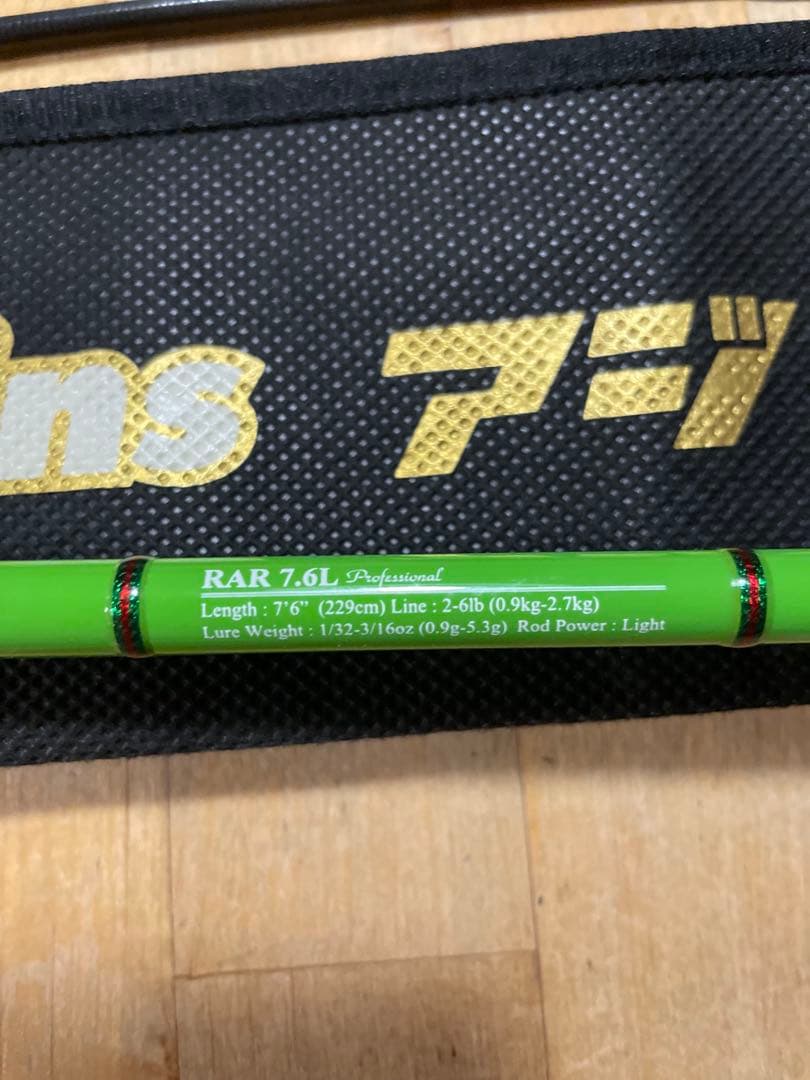 ns アジ
RAR 7.6L Professional
Length : 7'6" (229cm) Line : 2-6lb (0.9kg-2.7kg)
Lure Weight : 1/32-3/16oz (0.9g-5.3g) Rod Power : Light